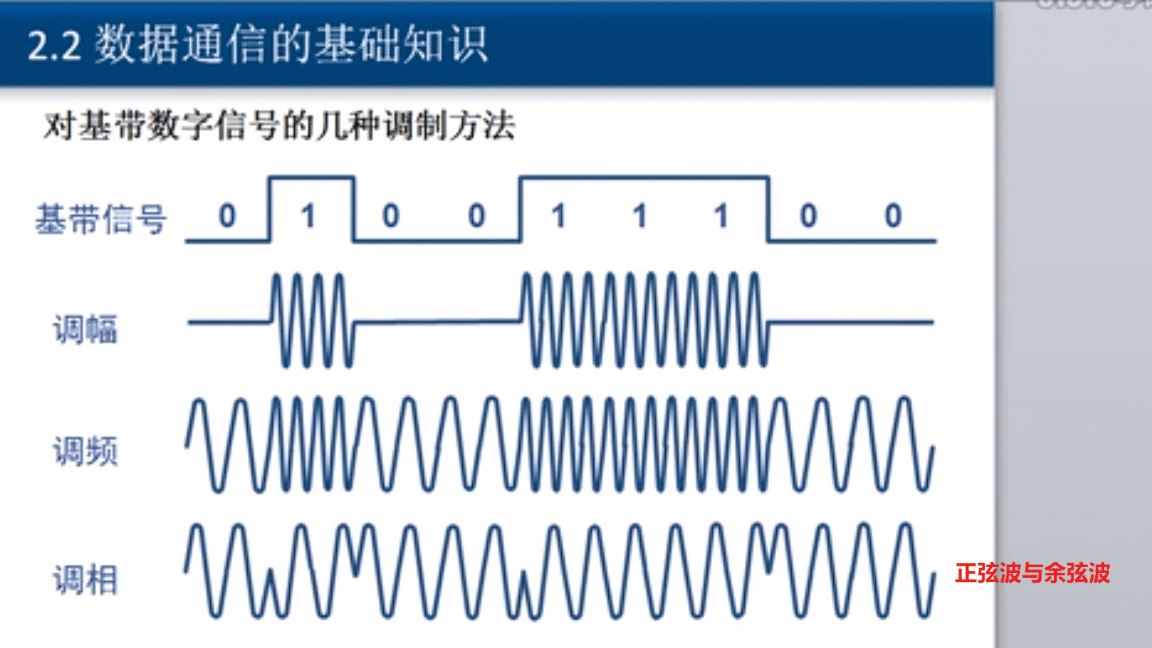 2.2 数据通信的基础知识
对基带数字信号的几种调制方法
基带信号 0 1 0 0 1 1 1 0 0
调幅
调频
调相
正弦波与余弦波